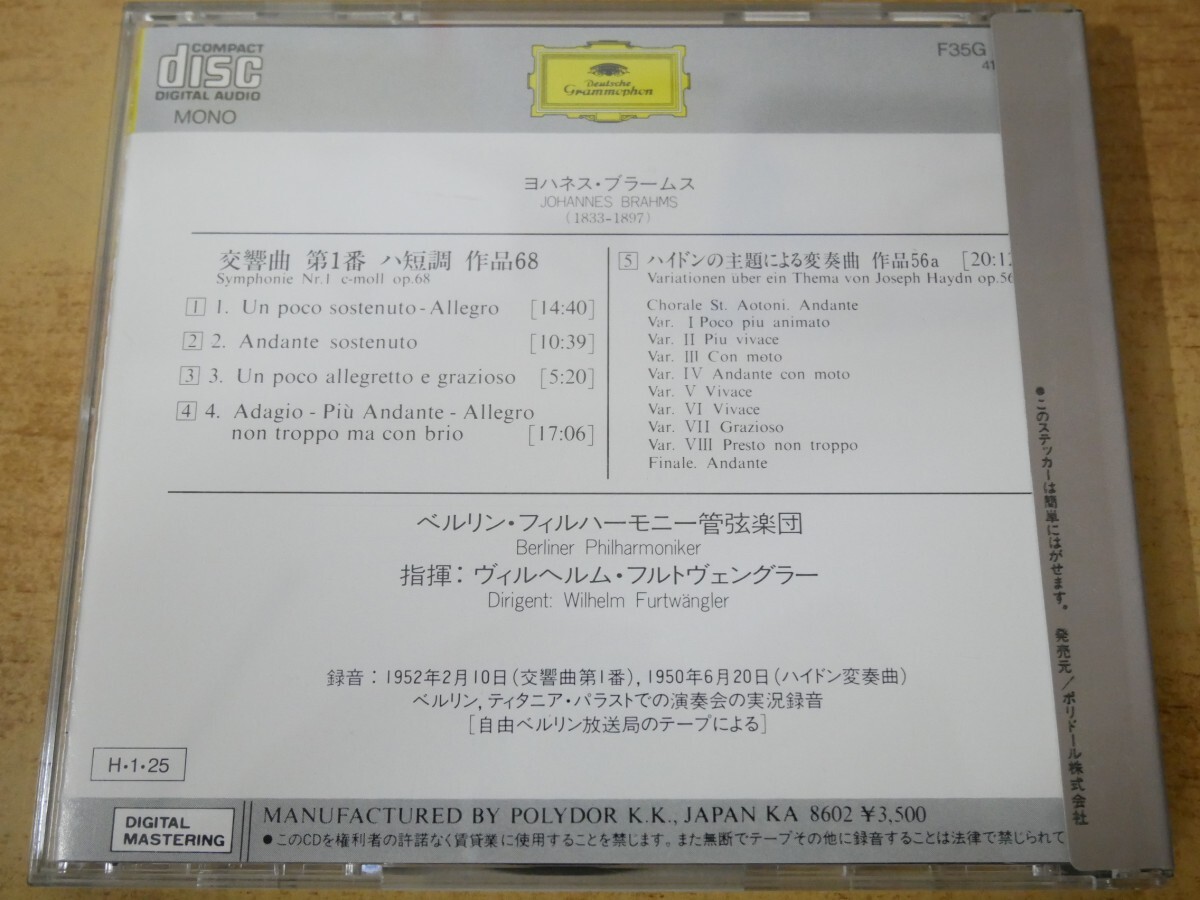 COMPACT
disc
DIGITAL AUDIO
MONO
Deutsche
Grammophon
F35G
41
ヨハネス・ブラームス
JOHANNES BRAHMS
(1833-1897)
交響曲 第1番 ハ短調 作品68
Symphonie Nr.1 c-moll op.68
1 1. Un poco sostenuto - Allegro [14:40]
2 2. Andante sostenuto [10:39]
3 3. Un poco allegretto e grazioso [5:20]
4 4. Adagio - Più Andante - Allegro
non troppo ma con brio [17:06]
5 ハイドンの主題による変奏曲 作品56a [20:12
Variationen über ein Thema von Joseph Haydn op.56
Chorale St. Aotoni. Andante
Var. I Poco piu animato
Var. II Piu vivace
Var. III Con moto
Var. IV Andante con moto
Var. V Vivace
Var. VI Vivace
Var. VII Grazioso
Var. VIII Presto non troppo
Finale. Andante
ベルリン・フィルハーモニー管弦楽団
Berliner Philharmoniker
指揮：ヴィルヘルム・フルトヴェングラー
Dirigent: Wilhelm Furtwängler
録音：1952年2月10日(交響曲第1番), 1950年6月20日(ハイドン変奏曲)
ベルリン, ティタニア・パラストでの演奏会の実況録音
[自由ベルリン放送局のテープによる]
H・1・25
DIGITAL
MASTERING
MANUFACTURED BY POLYDOR K.K., JAPAN KA 8602 ¥3,500
●このCDを権利者の許諾なく賃貸業に使用することを禁じます。また無断でテープその他に録音することは法律で禁じられて
●このステッカーは簡単にはがせます。 発売元/ポリドール株式会社